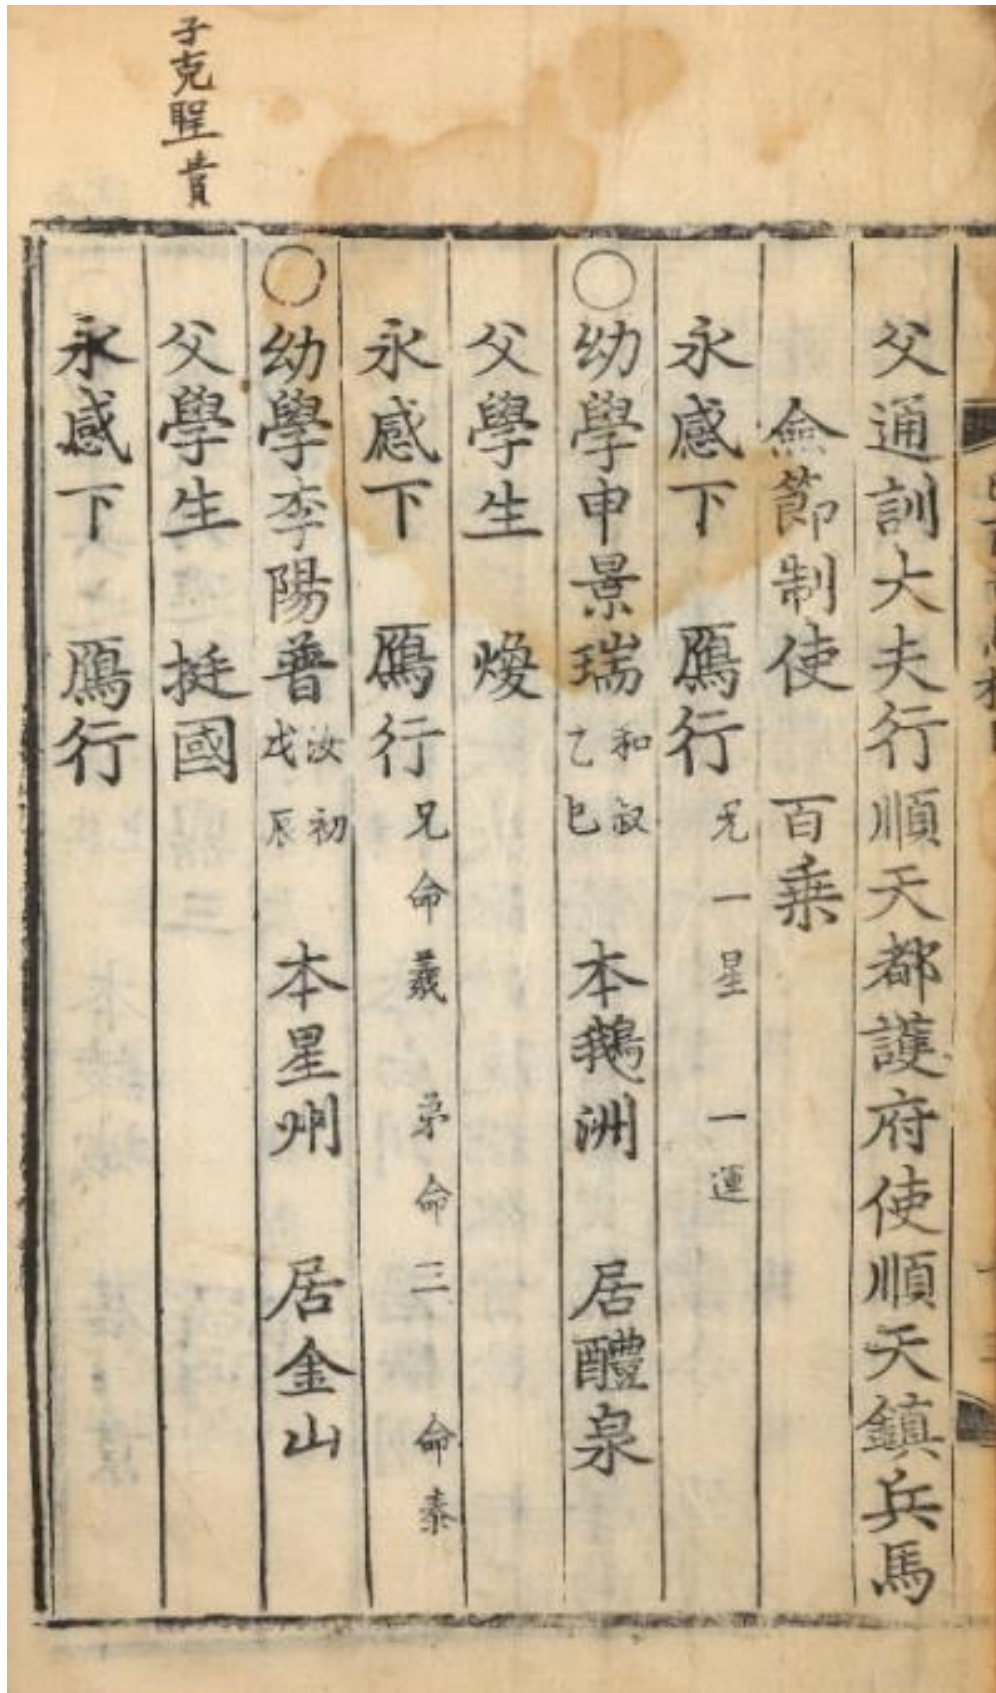 父通訓大夫行順天都護府使順天鎮兵馬
僉節制使 百乗
永感下 鴈行 兄一星 一運
○幼學申景瑞 和叔 乙巳 本鵝洲 居醴泉
父學生 煥
永感下 鴈行 兄命羲 弟命三 命泰
○幼學李陽普 汝初 戊辰 本星州 居金山
父學生 挺國
永感下 鴈行
子克貴